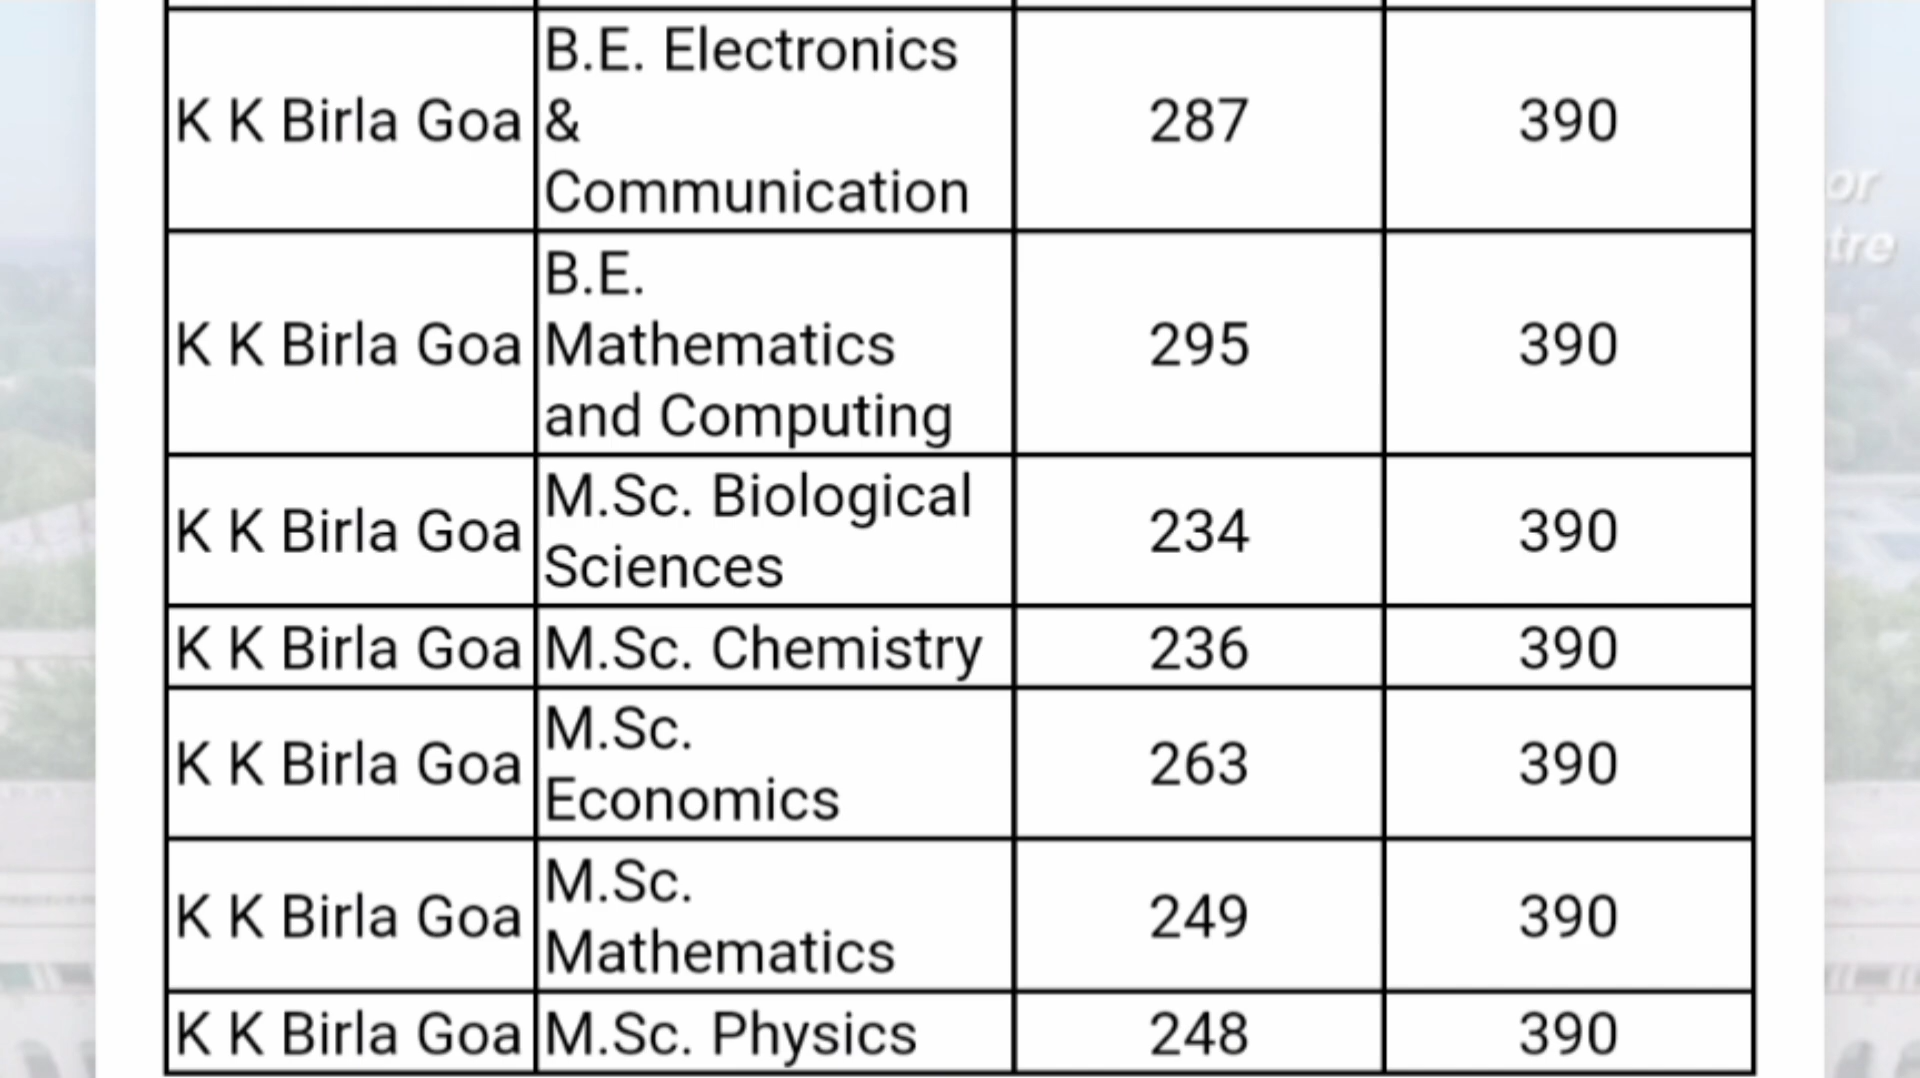 K K Birla Goa
B.E. Electronics
&
Communication
287
390
K K Birla Goa
B.E.
Mathematics
and Computing
295
390
K K Birla Goa
M.Sc. Biological
Sciences
234
390
K K Birla Goa
M.Sc. Chemistry
236
390
K K Birla Goa
M.Sc.
Economics
263
390
K K Birla Goa
M.Sc.
Mathematics
249
390
K K Birla Goa
M.Sc. Physics
248
390
or
tre